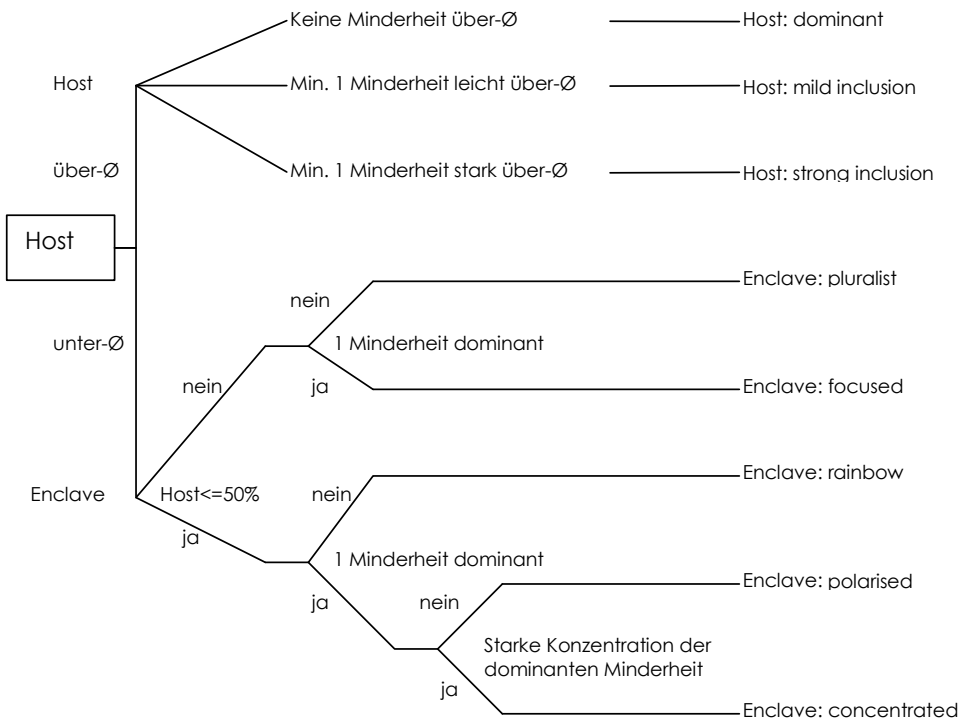 Keine Minderheit über-Ø
Host: dominant
Host
Min. 1 Minderheit leicht über-Ø
Host: mild inclusion
über-Ø
Min. 1 Minderheit stark über-Ø
Host: strong inclusion
Host
Enclave: pluralist
nein
unter-Ø
1 Minderheit dominant
nein
ja
Enclave: focused
Enclave: rainbow
Enclave
Host<=50%
nein
ja
1 Minderheit dominant
Enclave: polarised
ja
nein
Starke Konzentration der
dominanten Minderheit
ja
Enclave: concentrated